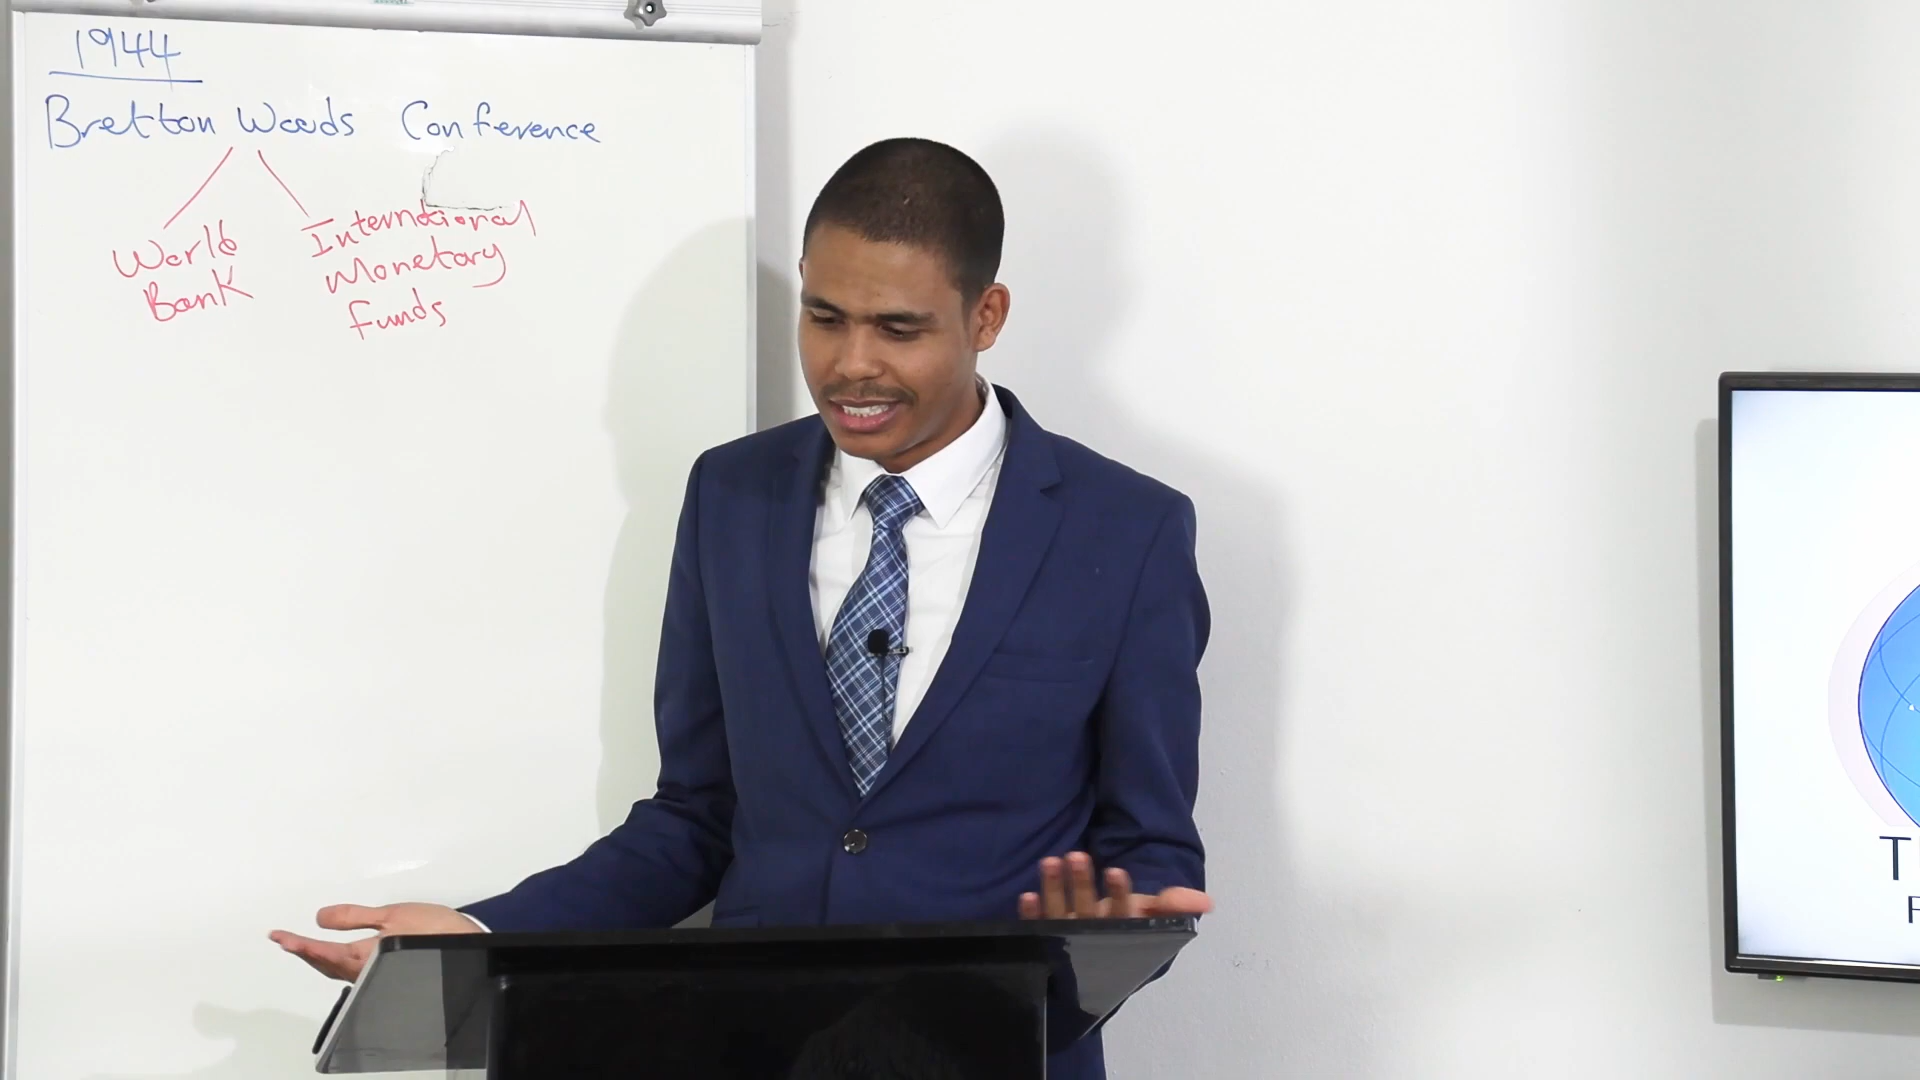 1944
Bretton Woods Conference
World
Bank
International
Monetary
funds
T
F